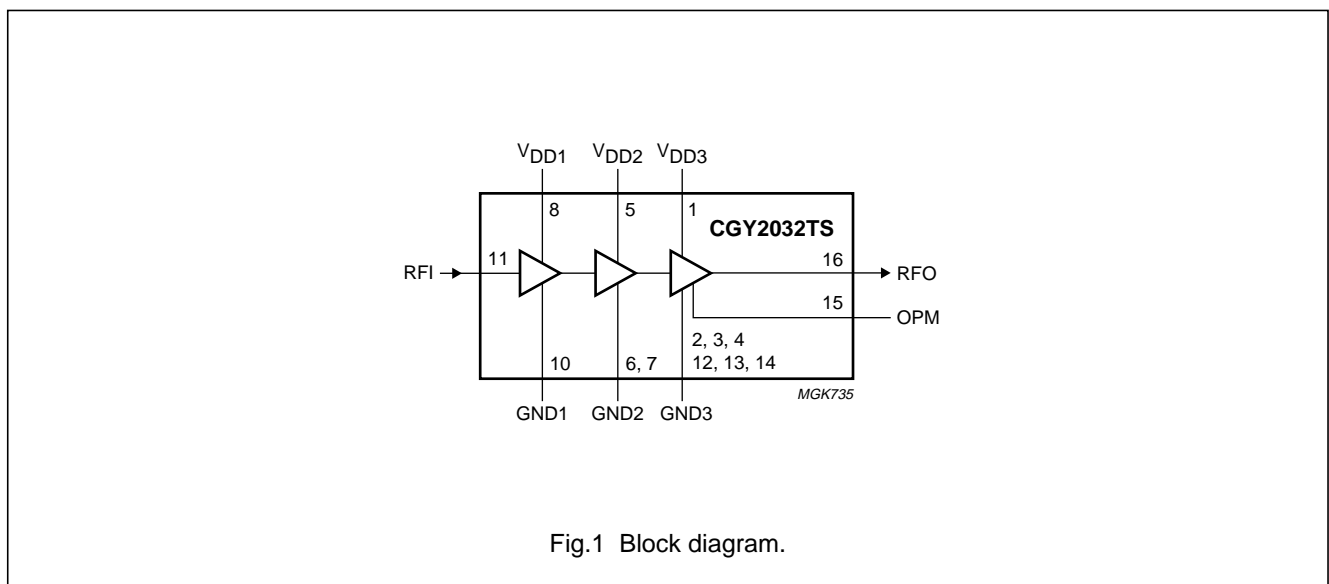 VDD1 VDD2 VDD3
8 5 1
CGY2032TS
RFI 11 16 RFO
15 OPM
2, 3, 4
10 6, 7 12, 13, 14
MGK735
GND1 GND2 GND3
Fig.1 Block diagram.